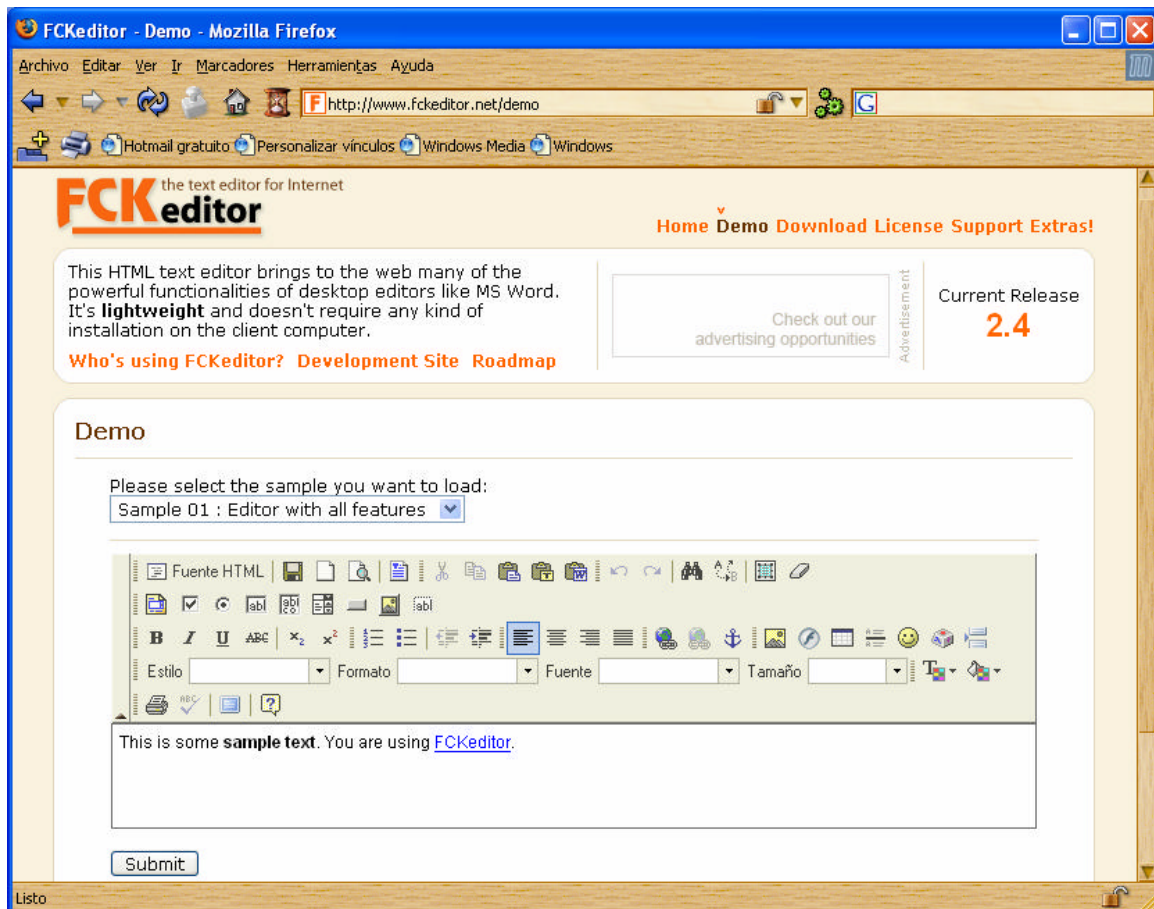 FCKeditor - Demo - Mozilla Firefox
Archivo Editar Ver Ir Marcadores Herramientas Ayuda
http://www.fckeditor.net/demo
Hotmail gratuito Personalizar vínculos Windows Media Windows
the text editor for Internet
FCKeditor
Home Demo Download License Support Extras!
This HTML text editor brings to the web many of the
powerful functionalities of desktop editors like MS Word.
It's lightweight and doesn't require any kind of
installation on the client computer.
Who's using FCKeditor? Development Site Roadmap
Check out our
advertising opportunities
Advertisement
Current Release
2.4
Demo
Please select the sample you want to load:
Sample 01 : Editor with all features
Fuente HTML
B I U ABC x₂ x²
Estilo Formato Fuente Tamaño
This is some sample text. You are using FCKeditor.
Submit
Listo